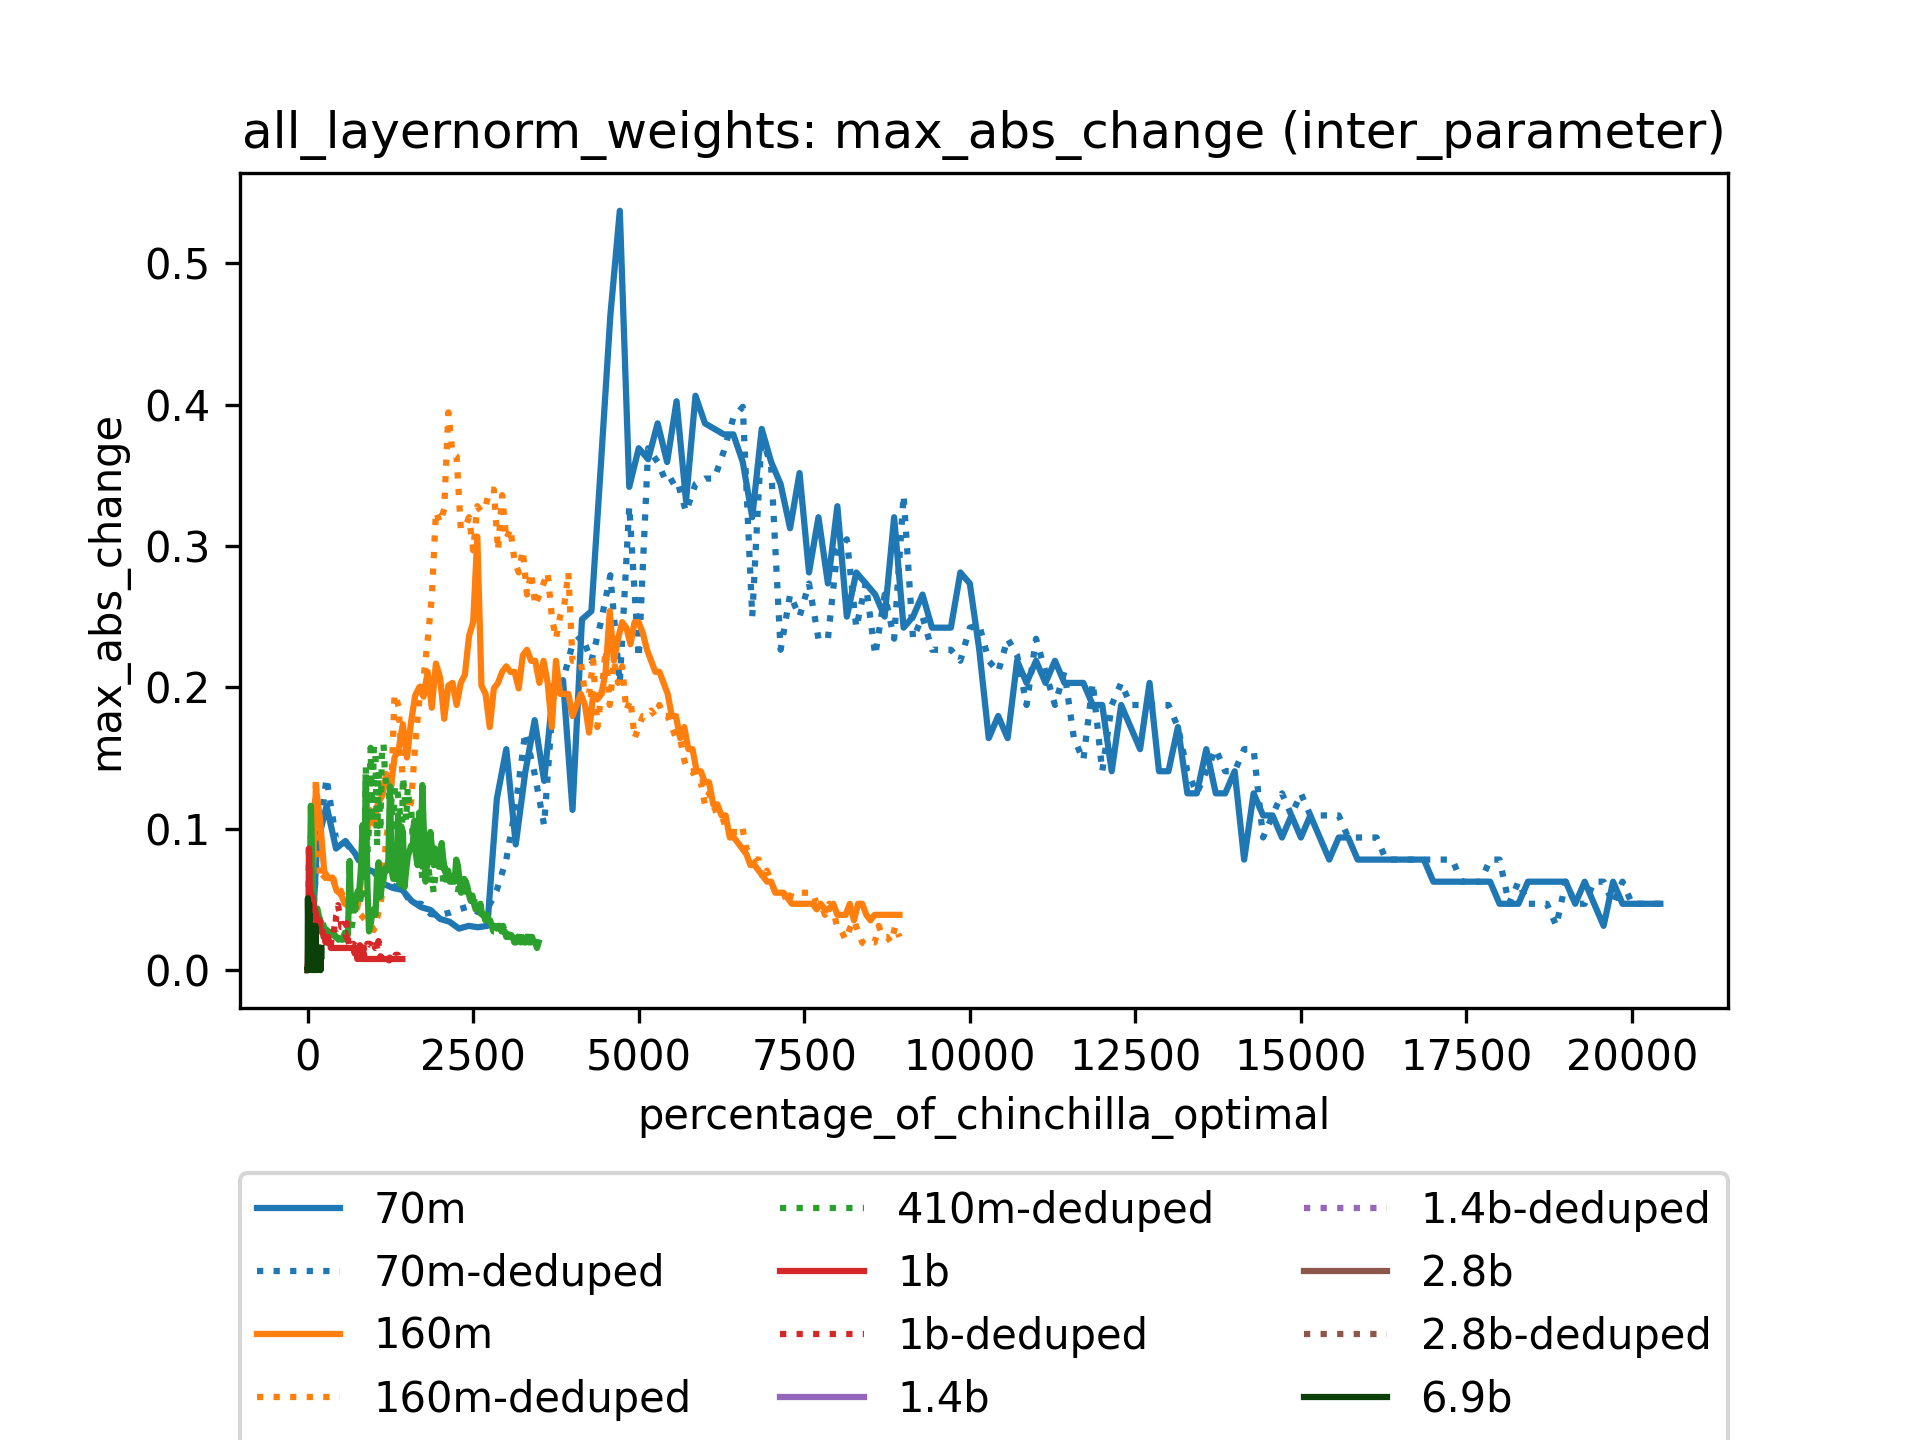 all_layernorm_weights: max_abs_change (inter_parameter)
max_abs_change
0.5
0.4
0.3
0.2
0.1
0.0
0 2500 5000 7500 10000 12500 15000 17500 20000
percentage_of_chinchilla_optimal
70m
70m-deduped
160m
160m-deduped
410m-deduped
1b
1b-deduped
1.4b
1.4b-deduped
2.8b
2.8b-deduped
6.9b